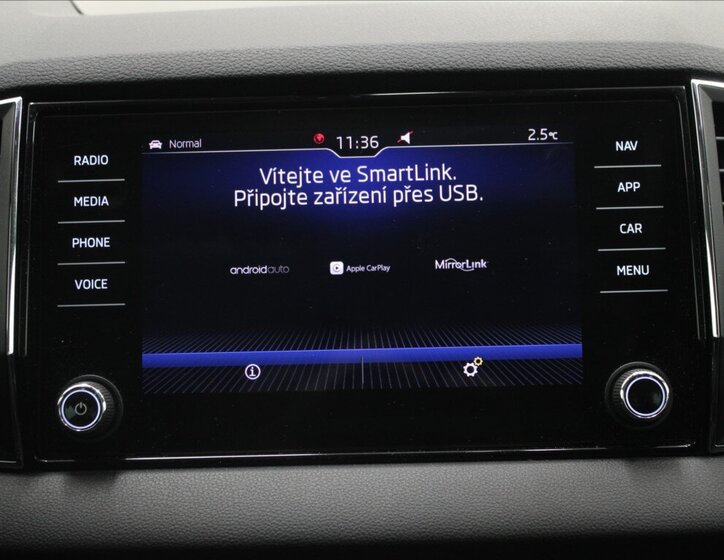 Normal
11:36
2.5°C
Vítejte ve SmartLink.
Připojte zařízení přes USB.
androidauto
Apple CarPlay
MirrorLink
RADIO
MEDIA
PHONE
VOICE
NAV
APP
CAR
MENU